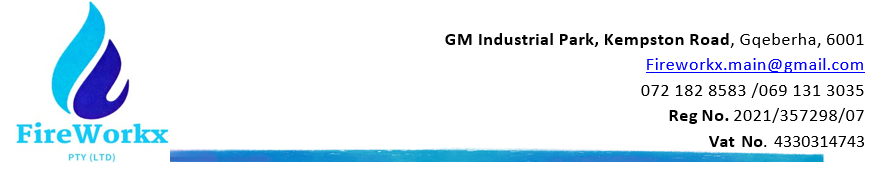 GM Industrial Park, Kempston Road, Gqeberha, 6001
Fireworkx.main@gmail.com
072 182 8583 /069 131 3035
Reg No. 2021/357298/07
Vat No. 4330314743
FireWorkx
PTY (LTD)